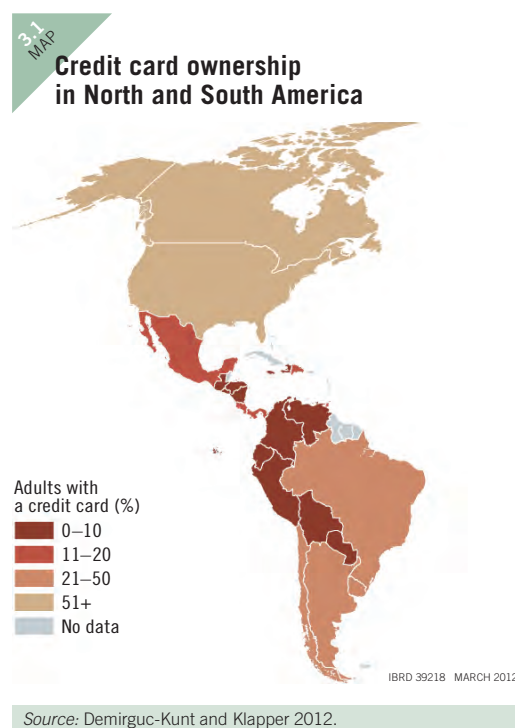 3.1
MAP
Credit card ownership
in North and South America
Adults with
a credit card (%)
0–10
11–20
21–50
51+
No data
IBRD 39218 MARCH 2012
Source: Demirguc-Kunt and Klapper 2012.